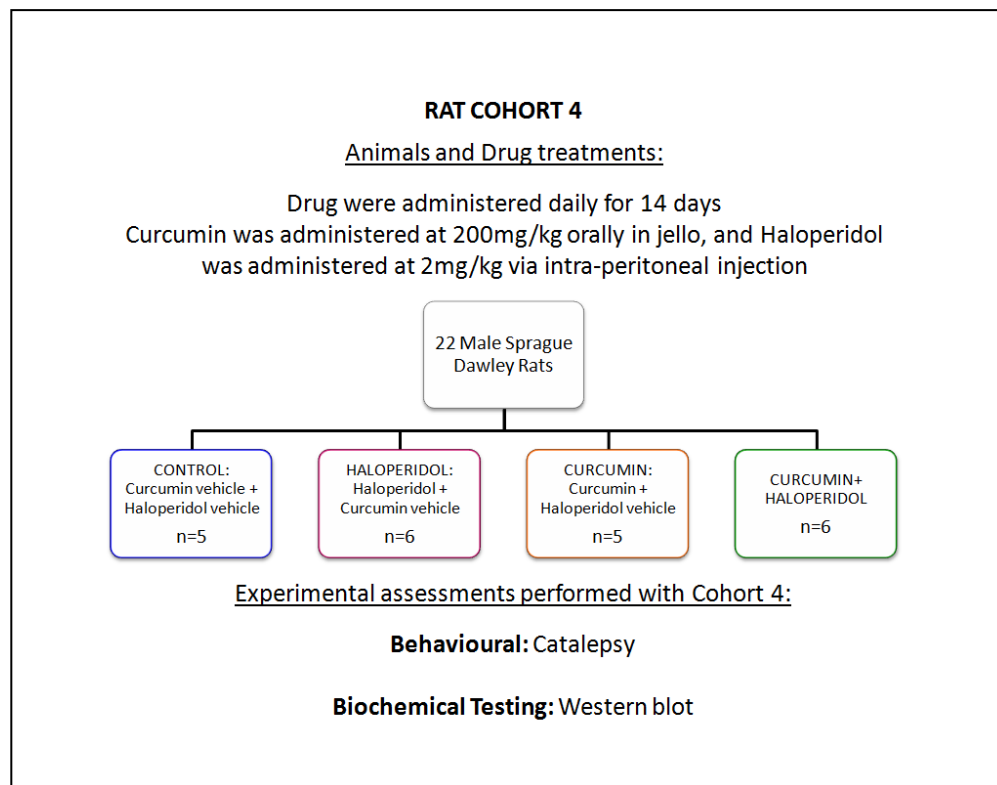 RAT COHORT 4
Animals and Drug treatments:
Drug were administered daily for 14 days
Curcumin was administered at 200mg/kg orally in jello, and Haloperidol
was administered at 2mg/kg via intra-peritoneal injection
22 Male Sprague
Dawley Rats
CONTROL:
Curcumin vehicle +
Haloperidol vehicle
n=5
HALOPERIDOL:
Haloperidol +
Curcumin vehicle
n=6
CURCUMIN:
Curcumin +
Haloperidol vehicle
n=5
CURCUMIN+
HALOPERIDOL
n=6
Experimental assessments performed with Cohort 4:
Behavioural: Catalepsy
Biochemical Testing: Western blot